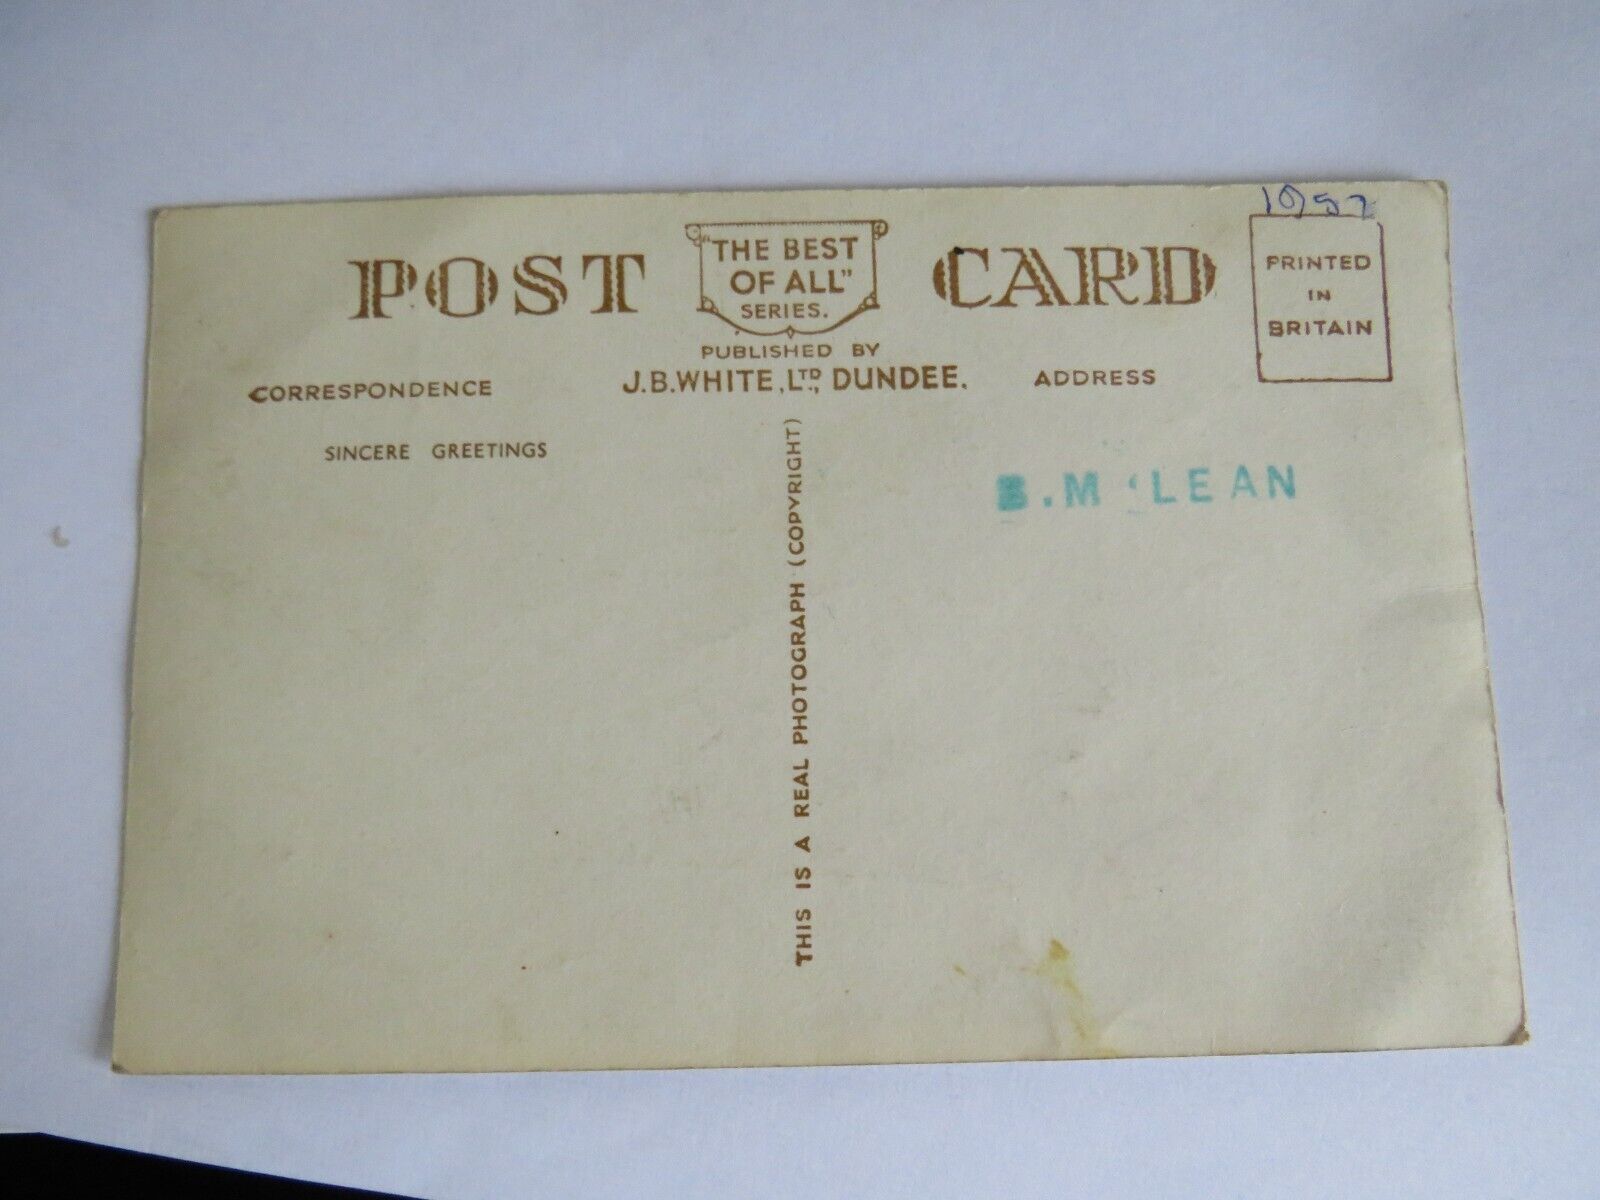 1957
POST
"THE BEST
OF ALL"
SERIES.
CARD
PRINTED
IN
BRITAIN
PUBLISHED BY
J.B.WHITE, LTD., DUNDEE.
CORRESPONDENCE
ADDRESS
SINCERE GREETINGS
B.M'LEAN
THIS IS A REAL PHOTOGRAPH (COPYRIGHT)